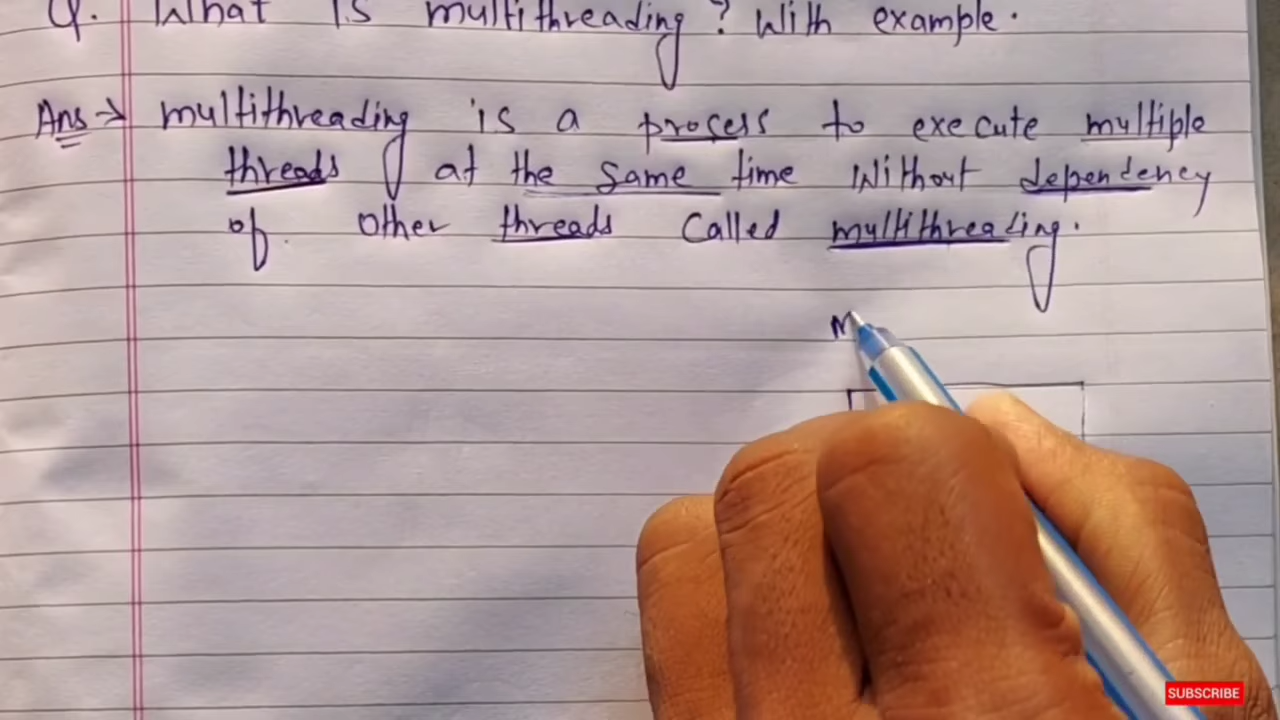 Q. What is multithreading? With example.
Ans → multithreading is a process to execute multiple
threads at the same time without dependency
of other threads called multithreading.
M
SUBSCRIBE